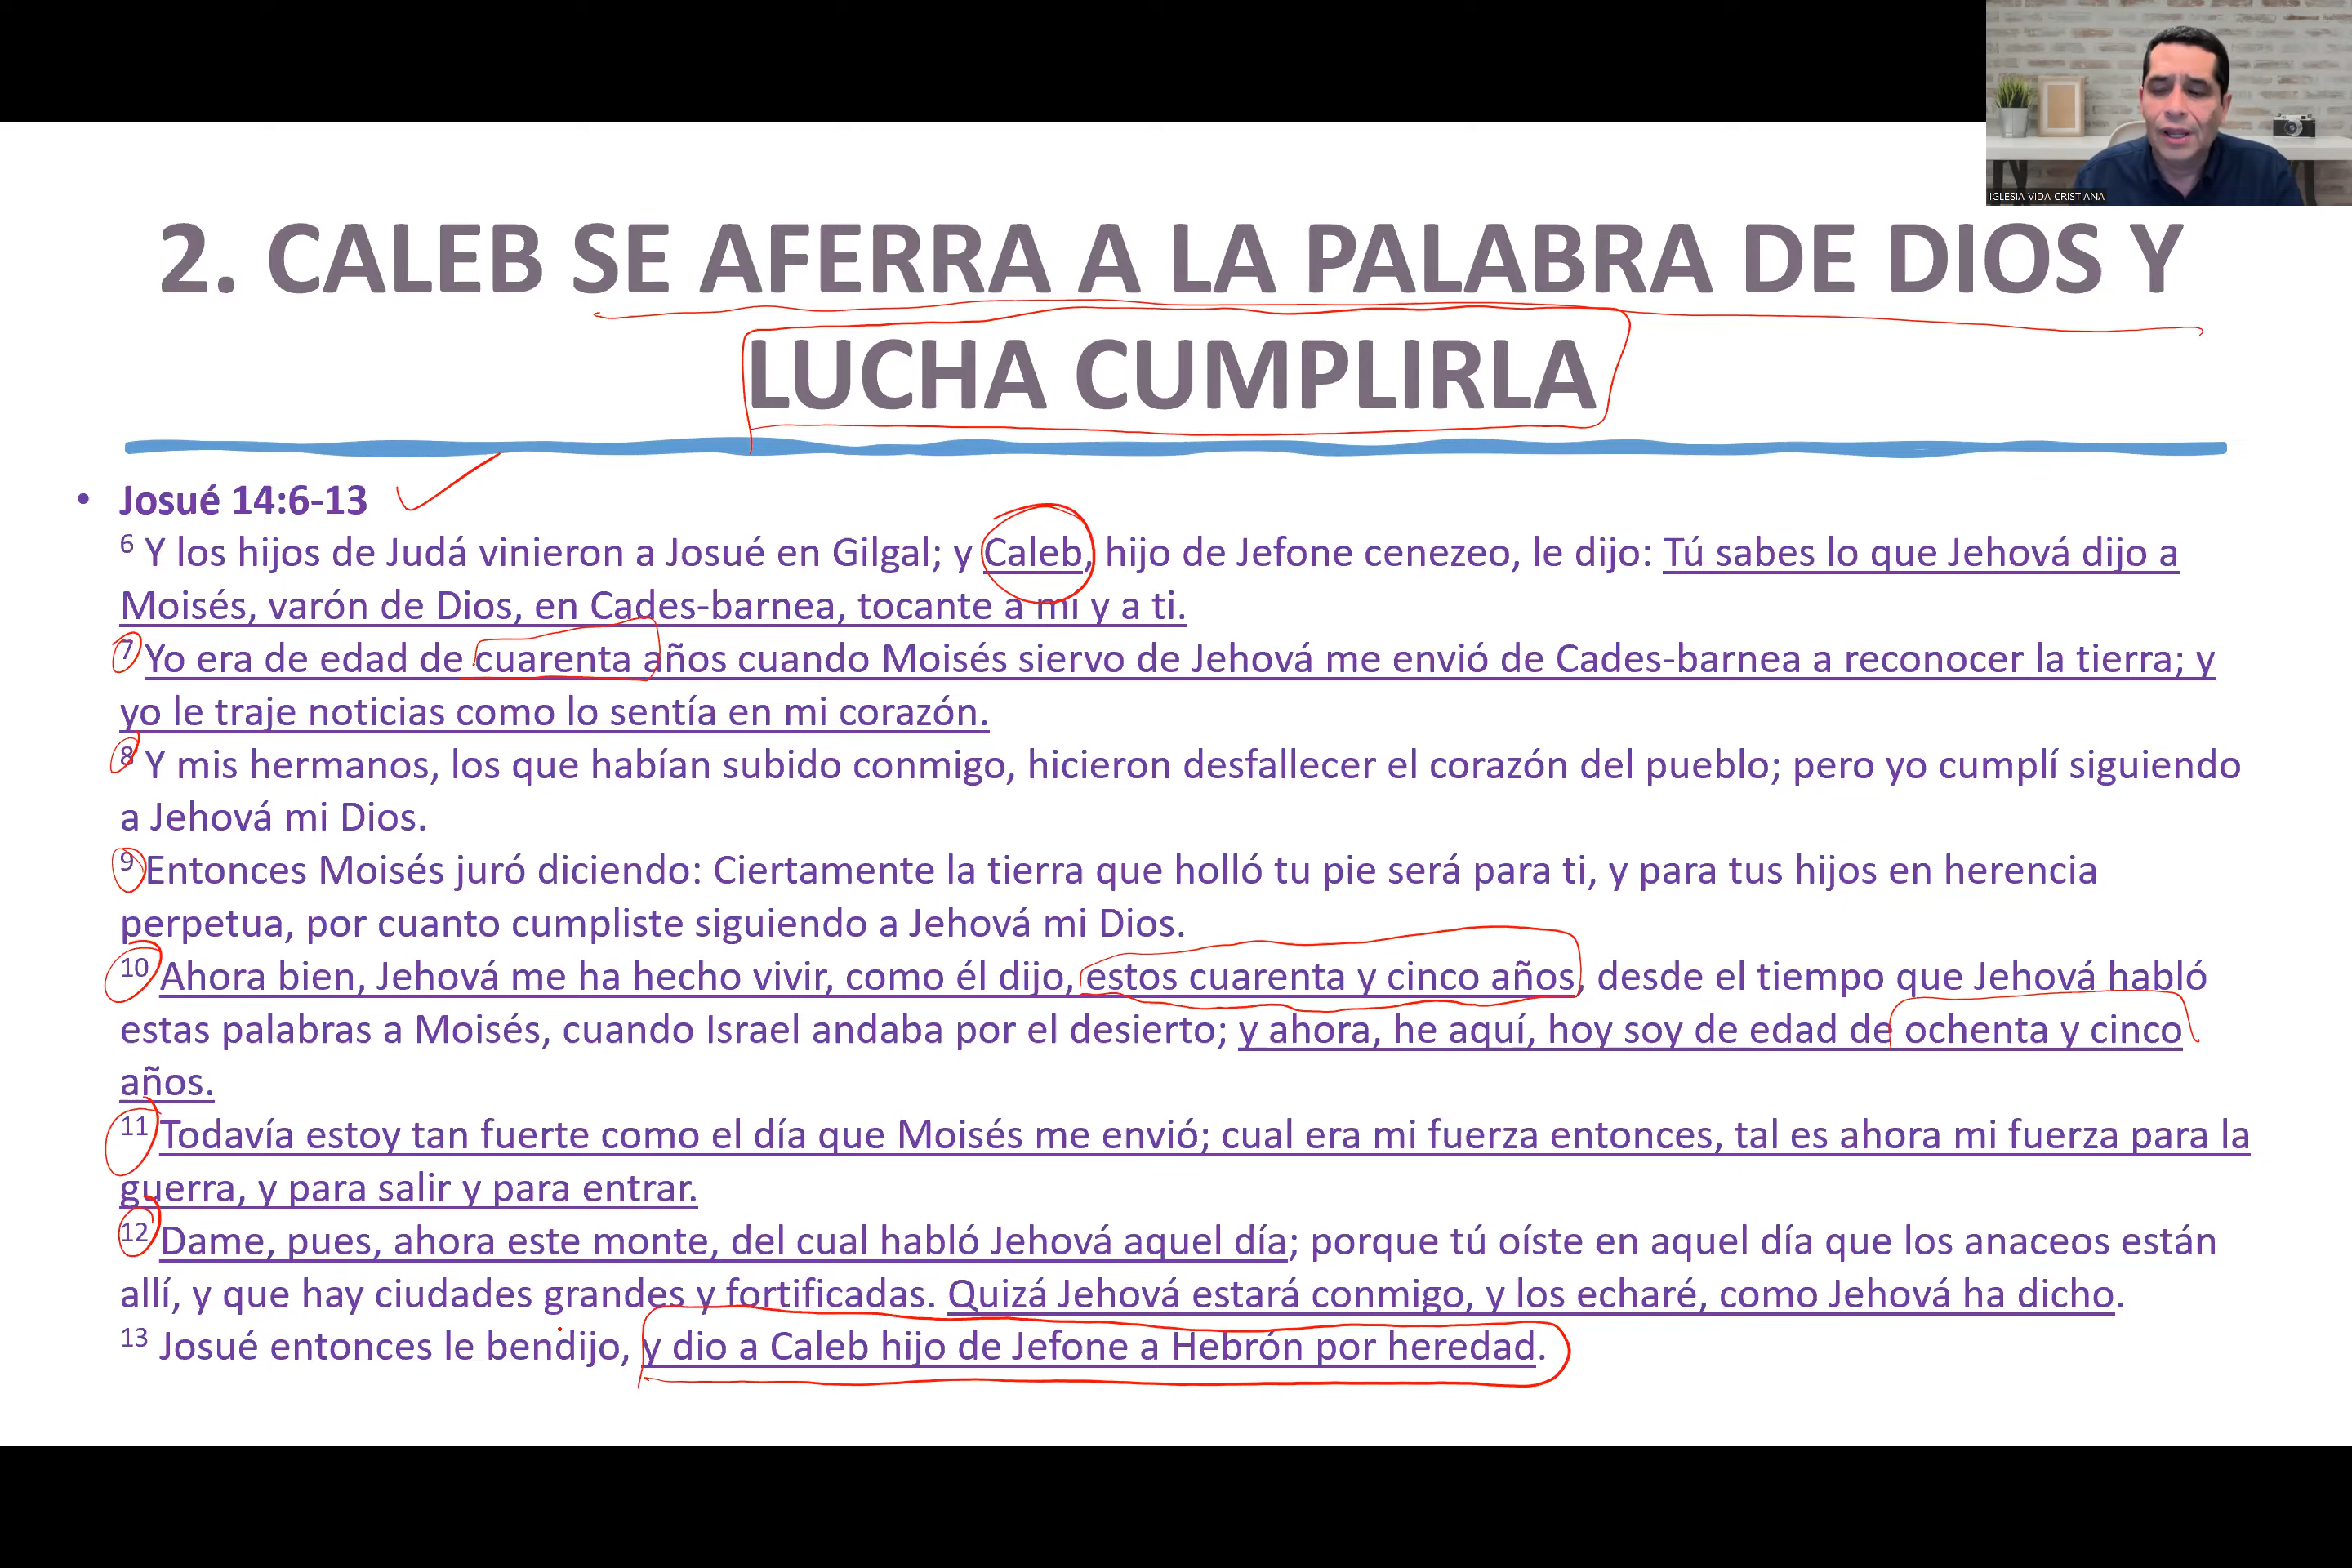 IGLESIA VIDA CRISTIANA
2. CALEB SE AFERRA A LA PALABRA DE DIOS Y
LUCHA CUMPLIRLA
• Josué 14:6-13
6 Y los hijos de Judá vinieron a Josué en Gilgal; y Caleb, hijo de Jefone cenezeo, le dijo: Tú sabes lo que Jehová dijo a
Moisés, varón de Dios, en Cades-barnea, tocante a mí y a ti.
7 Yo era de edad de cuarenta años cuando Moisés siervo de Jehová me envió de Cades-barnea a reconocer la tierra; y
yo le traje noticias como lo sentía en mi corazón.
8 Y mis hermanos, los que habían subido conmigo, hicieron desfallecer el corazón del pueblo; pero yo cumplí siguiendo
a Jehová mi Dios.
9 Entonces Moisés juró diciendo: Ciertamente la tierra que holló tu pie será para ti, y para tus hijos en herencia
perpetua, por cuanto cumpliste siguiendo a Jehová mi Dios.
10 Ahora bien, Jehová me ha hecho vivir, como él dijo, estos cuarenta y cinco años, desde el tiempo que Jehová habló
estas palabras a Moisés, cuando Israel andaba por el desierto; y ahora, he aquí, hoy soy de edad de ochenta y cinco
años.
11 Todavía estoy tan fuerte como el día que Moisés me envió; cual era mi fuerza entonces, tal es ahora mi fuerza para la
guerra, y para salir y para entrar.
12 Dame, pues, ahora este monte, del cual habló Jehová aquel día; porque tú oíste en aquel día que los anaceos están
allí, y que hay ciudades grandes y fortificadas. Quizá Jehová estará conmigo, y los echaré, como Jehová ha dicho.
13 Josué entonces le bendijo, y dio a Caleb hijo de Jefone a Hebrón por heredad.